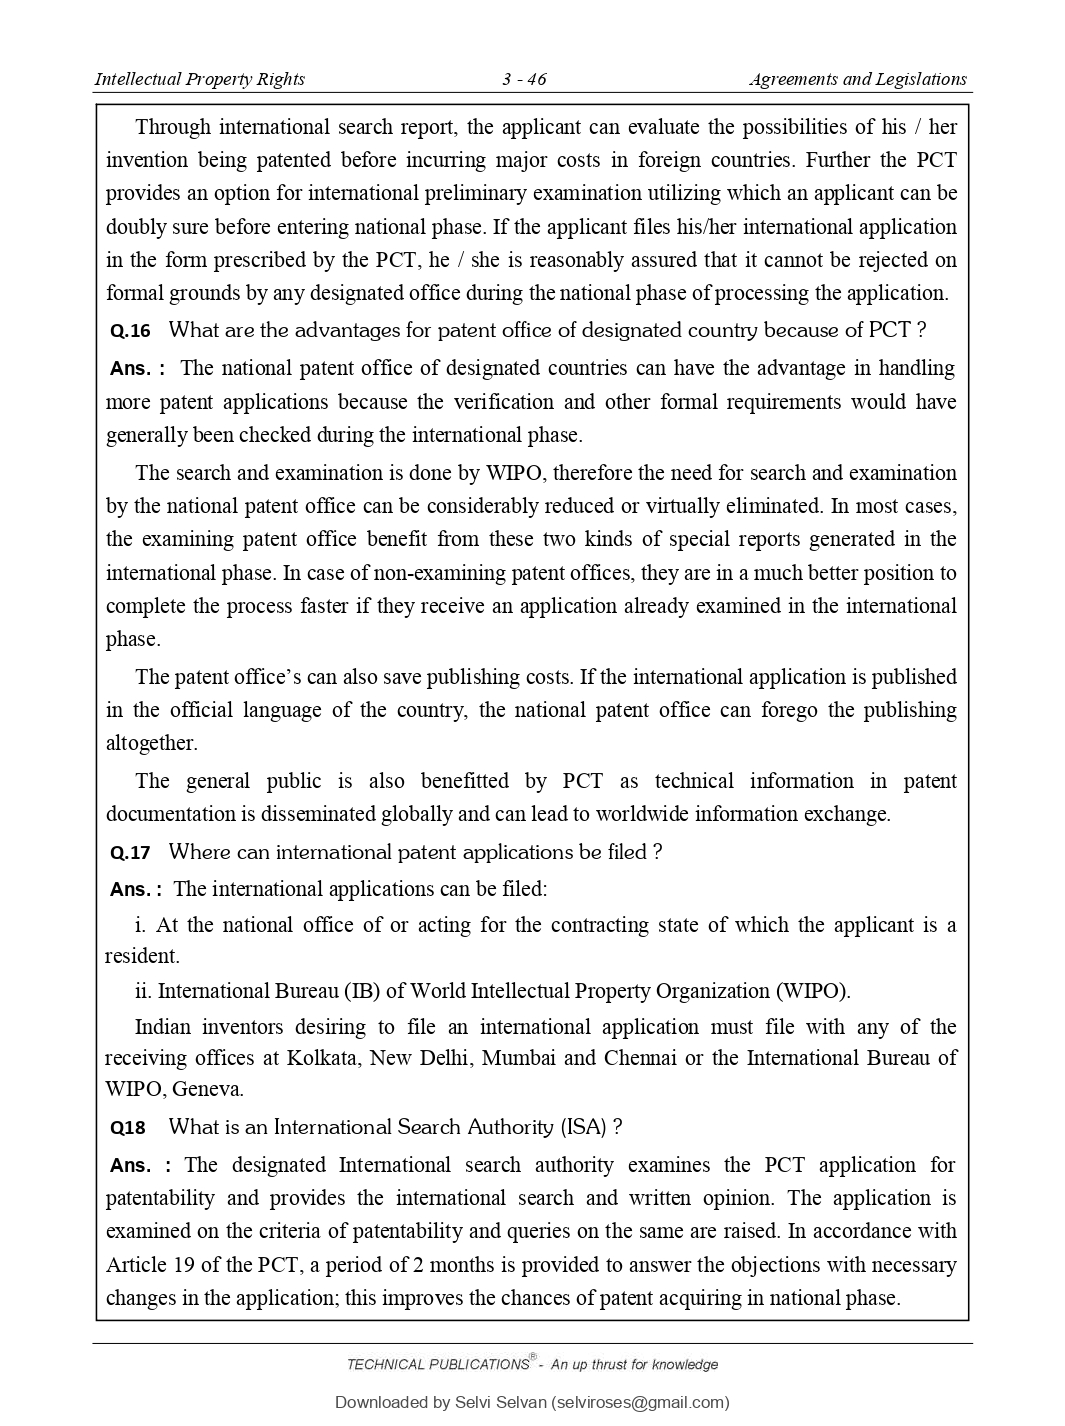 Intellectual Property Rights 3 - 46 Agreements and Legislations
Through international search report, the applicant can evaluate the possibilities of his / her
invention being patented before incurring major costs in foreign countries. Further the PCT
provides an option for international preliminary examination utilizing which an applicant can be
doubly sure before entering national phase. If the applicant files his/her international application
in the form prescribed by the PCT, he / she is reasonably assured that it cannot be rejected on
formal grounds by any designated office during the national phase of processing the application.
Q.16 What are the advantages for patent office of designated country because of PCT ?
Ans. : The national patent office of designated countries can have the advantage in handling
more patent applications because the verification and other formal requirements would have
generally been checked during the international phase.
The search and examination is done by WIPO, therefore the need for search and examination
by the national patent office can be considerably reduced or virtually eliminated. In most cases,
the examining patent office benefit from these two kinds of special reports generated in the
international phase. In case of non-examining patent offices, they are in a much better position to
complete the process faster if they receive an application already examined in the international
phase.
The patent office’s can also save publishing costs. If the international application is published
in the official language of the country, the national patent office can forego the publishing
altogether.
The general public is also benefitted by PCT as technical information in patent
documentation is disseminated globally and can lead to worldwide information exchange.
Q.17 Where can international patent applications be filed ?
Ans. : The international applications can be filed:
i. At the national office of or acting for the contracting state of which the applicant is a
resident.
ii. International Bureau (IB) of World Intellectual Property Organization (WIPO).
Indian inventors desiring to file an international application must file with any of the
receiving offices at Kolkata, New Delhi, Mumbai and Chennai or the International Bureau of
WIPO, Geneva.
Q18 What is an International Search Authority (ISA) ?
Ans. : The designated International search authority examines the PCT application for
patentability and provides the international search and written opinion. The application is
examined on the criteria of patentability and queries on the same are raised. In accordance with
Article 19 of the PCT, a period of 2 months is provided to answer the objections with necessary
changes in the application; this improves the chances of patent acquiring in national phase.
TECHNICAL PUBLICATIONS® - An up thrust for knowledge
Downloaded by Selvi Selvan (selviroses@gmail.com)